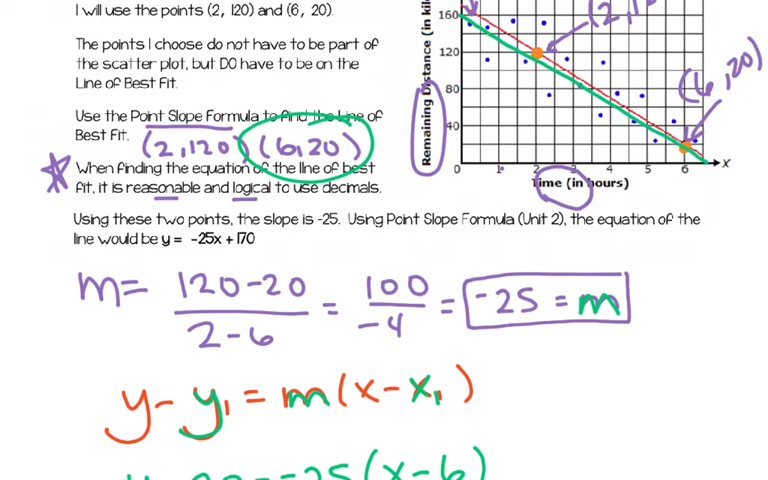 I will use the points (2, 120) and (6, 20).
The points I choose do not have to be part of
the scatter plot, but DO have to be on the
Line of Best Fit.
Use the Point Slope Formula to find the line of
Best Fit.
(2,120) (6,20)
When finding the equation of the line of best
fit, it is reasonable and logical to use decimals.
Remaining Distance (in kil
160
120
80
40
0 1 2 3 4 5 6 x
Time (in hours)
(2,1
(6,20)
Using these two points, the slope is -25. Using Point Slope Formula (Unit 2), the equation of the
line would be y = -25x + 170
m= 120-20 / 2-6 = 100 / -4 = -25 = m
y - y₁ = m(x - x₁)
-25(x-6)